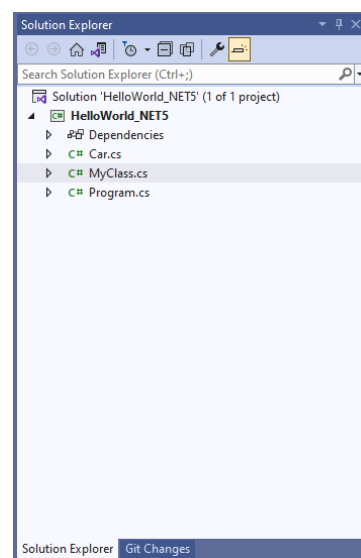 Solution Explorer
Search Solution Explorer (Ctrl+;)
Solution 'HelloWorld_NET5' (1 of 1 project)
C# HelloWorld_NET5
Dependencies
C# Car.cs
C# MyClass.cs
C# Program.cs
Solution Explorer Git Changes